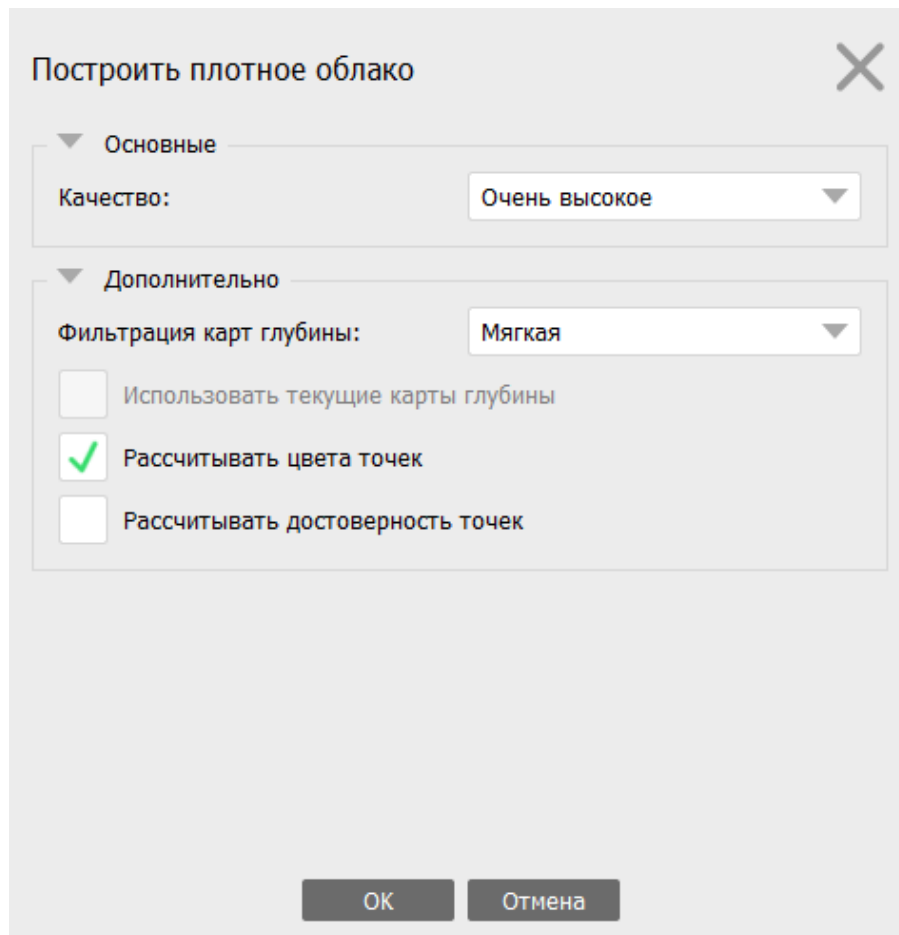 Построить плотное облако
Основные
Качество: Очень высокое
Дополнительно
Фильтрация карт глубины: Мягкая
Использовать текущие карты глубины
Рассчитывать цвета точек
Рассчитывать достоверность точек
OK Отмена